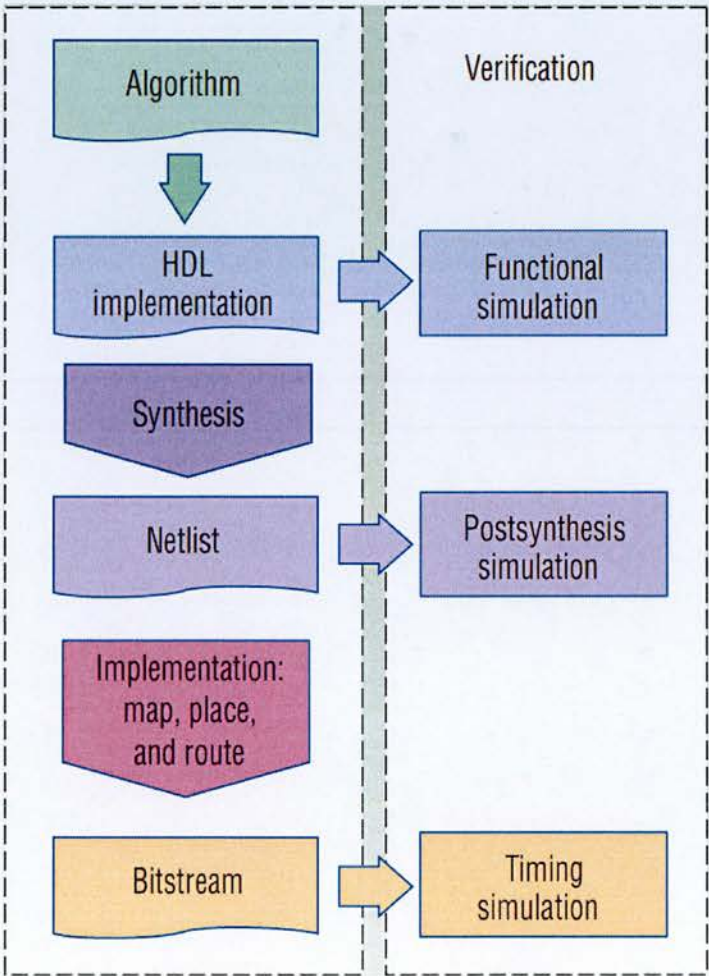 Algorithm
Verification
HDL
implementation
Functional
simulation
Synthesis
Netlist
Postsynthesis
simulation
Implementation:
map, place,
and route
Bitstream
Timing
simulation